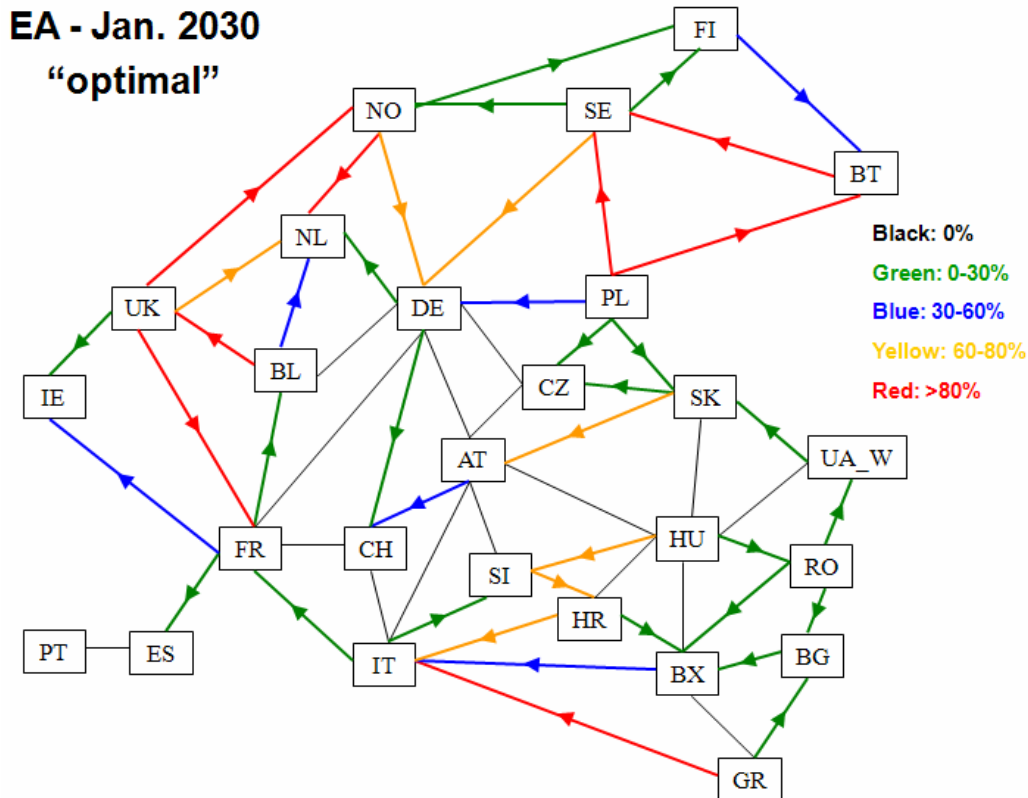 EA - Jan. 2030
“optimal”
FI
NO
SE
BT
NL
Black: 0%
Green: 0-30%
Blue: 30-60%
Yellow: 60-80%
Red: >80%
UK
DE
PL
BL
IE
CZ
SK
AT
UA_W
FR
CH
HU
SI
RO
HR
PT
ES
IT
BX
BG
GR